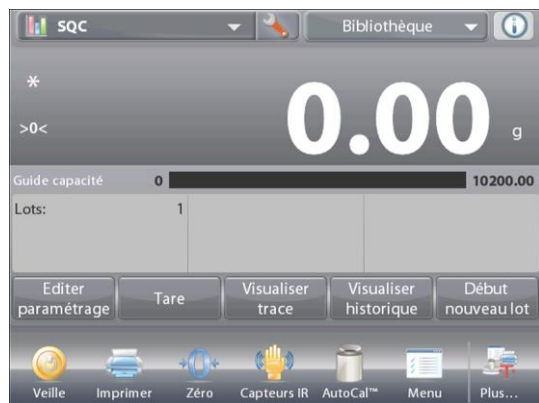 SQC Bibliothèque
*
>0< 0.00 g
Guide capacité 0 10200.00
Lots: 1
Editer paramétrage Tare Visualiser trace Visualiser historique Début nouveau lot
Veille Imprimer Zéro Capteurs IR AutoCal™ Menu Plus...